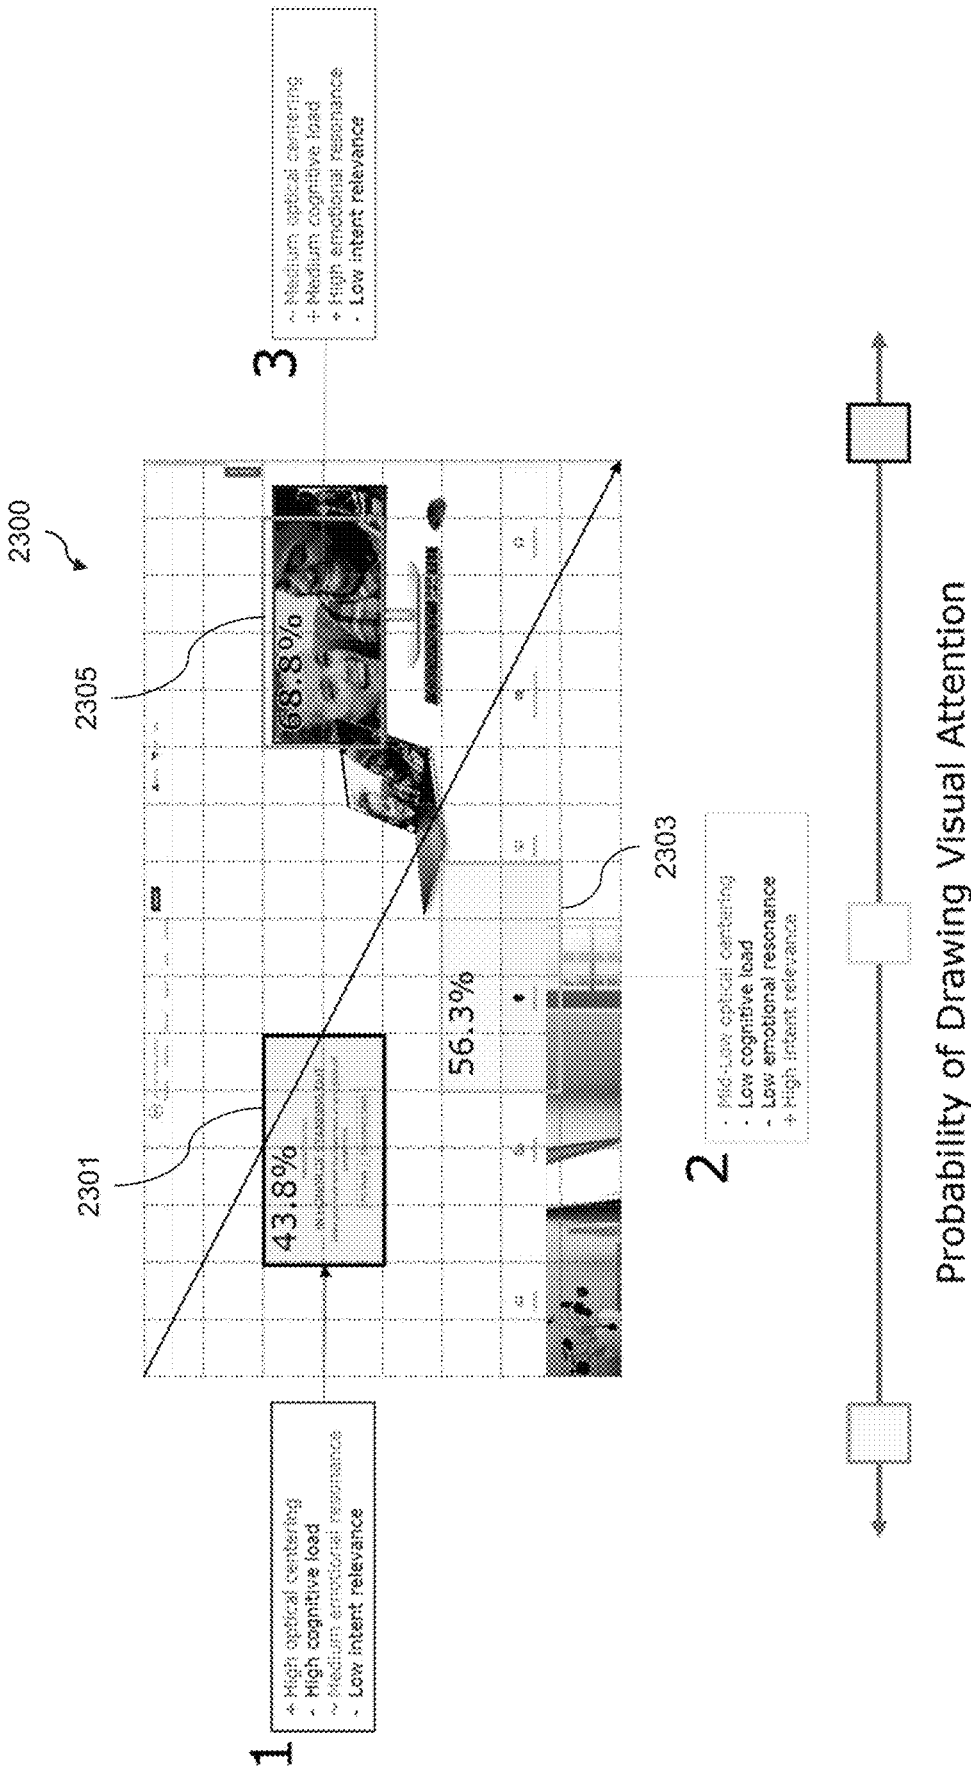 2300
1
+ High optical centering
- High cognitive load
~ Medium emotional resonance
- Low intent relevance
2301
43.8%
2305
68.8%
3
~ Medium optical centering
+ Medium cognitive load
+ High emotional resonance
- Low intent relevance
56.3%
2303
2
- Mid-Low optical centering
- Low cognitive load
- Low emotional resonance
+ High intent relevance
Probability of Drawing Visual Attention